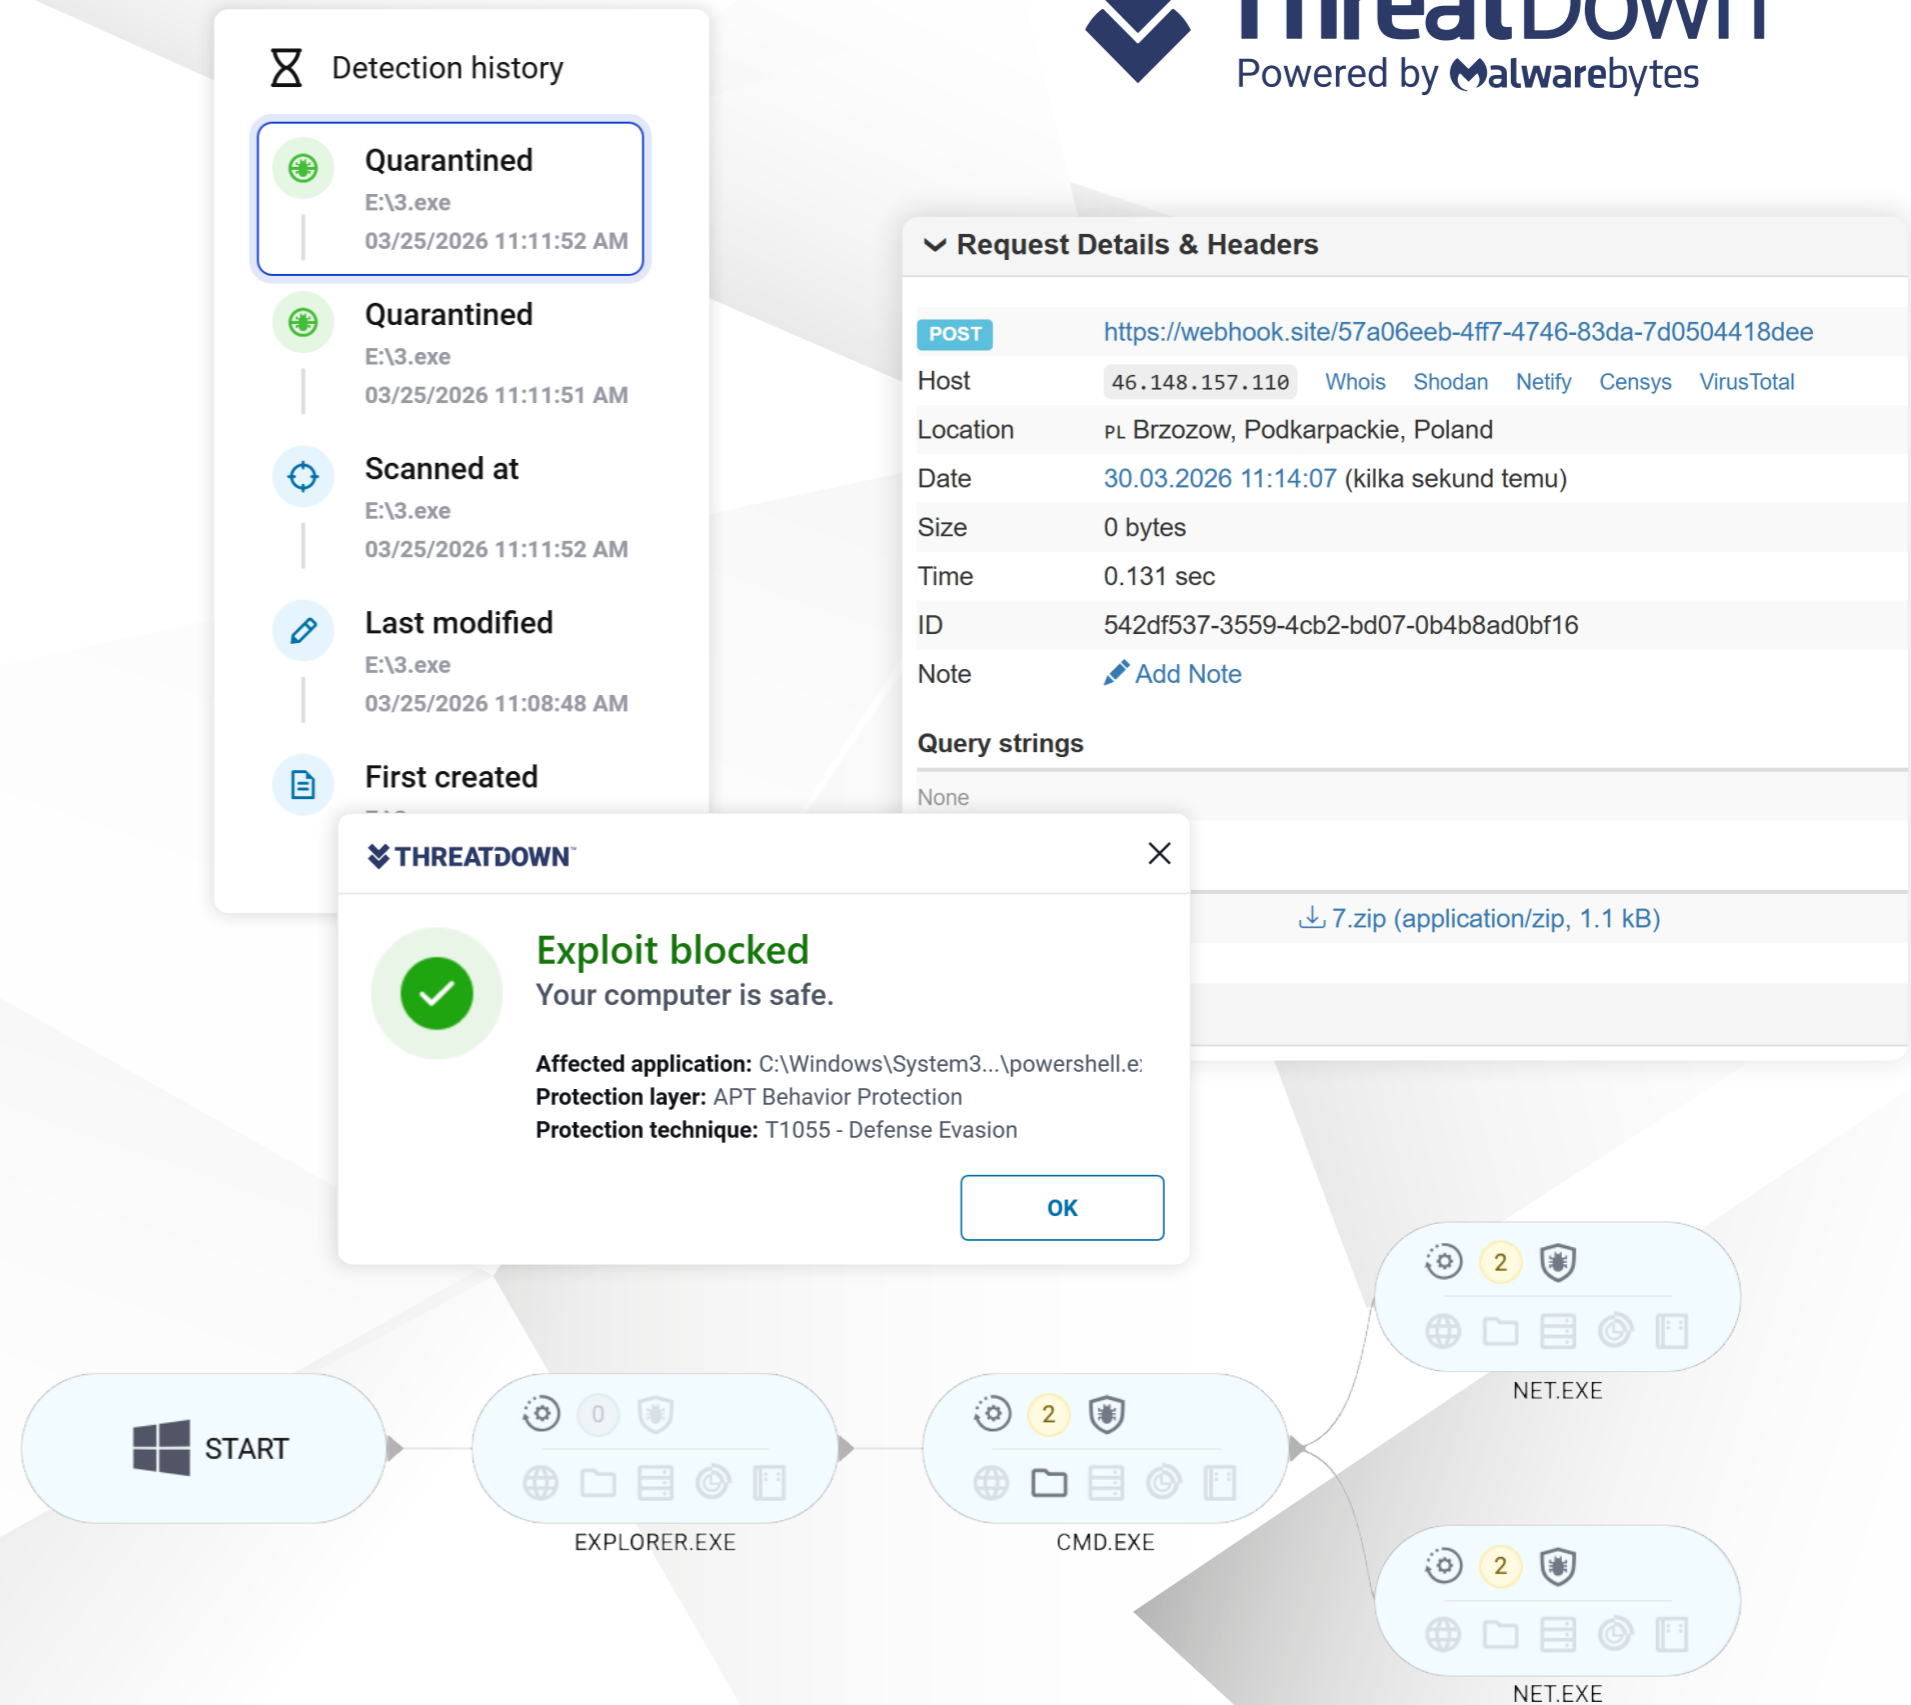 Detection history
Quarantined
E:\3.exe
03/25/2026 11:11:52 AM
Quarantined
E:\3.exe
03/25/2026 11:11:51 AM
Scanned at
E:\3.exe
03/25/2026 11:11:52 AM
Last modified
E:\3.exe
03/25/2026 11:08:48 AM
First created
ThreatDown
Powered by Malwarebytes
Request Details & Headers
POST https://webhook.site/57a06eeb-4ff7-4746-83da-7d0504418dee
Host 46.148.157.110 Whois Shodan Netify Censys VirusTotal
Location PL Brzozow, Podkarpackie, Poland
Date 30.03.2026 11:14:07 (kilka sekund temu)
Size 0 bytes
Time 0.131 sec
ID 542df537-3559-4cb2-bd07-0b4b8ad0bf16
Note Add Note
Query strings
None
7.zip (application/zip, 1.1 kB)
THREATDOWN™
Exploit blocked
Your computer is safe.
Affected application: C:\Windows\System3...\powershell.e
Protection layer: APT Behavior Protection
Protection technique: T1055 - Defense Evasion
OK
START
0
EXPLORER.EXE
2
CMD.EXE
2
NET.EXE
2
NET.EXE